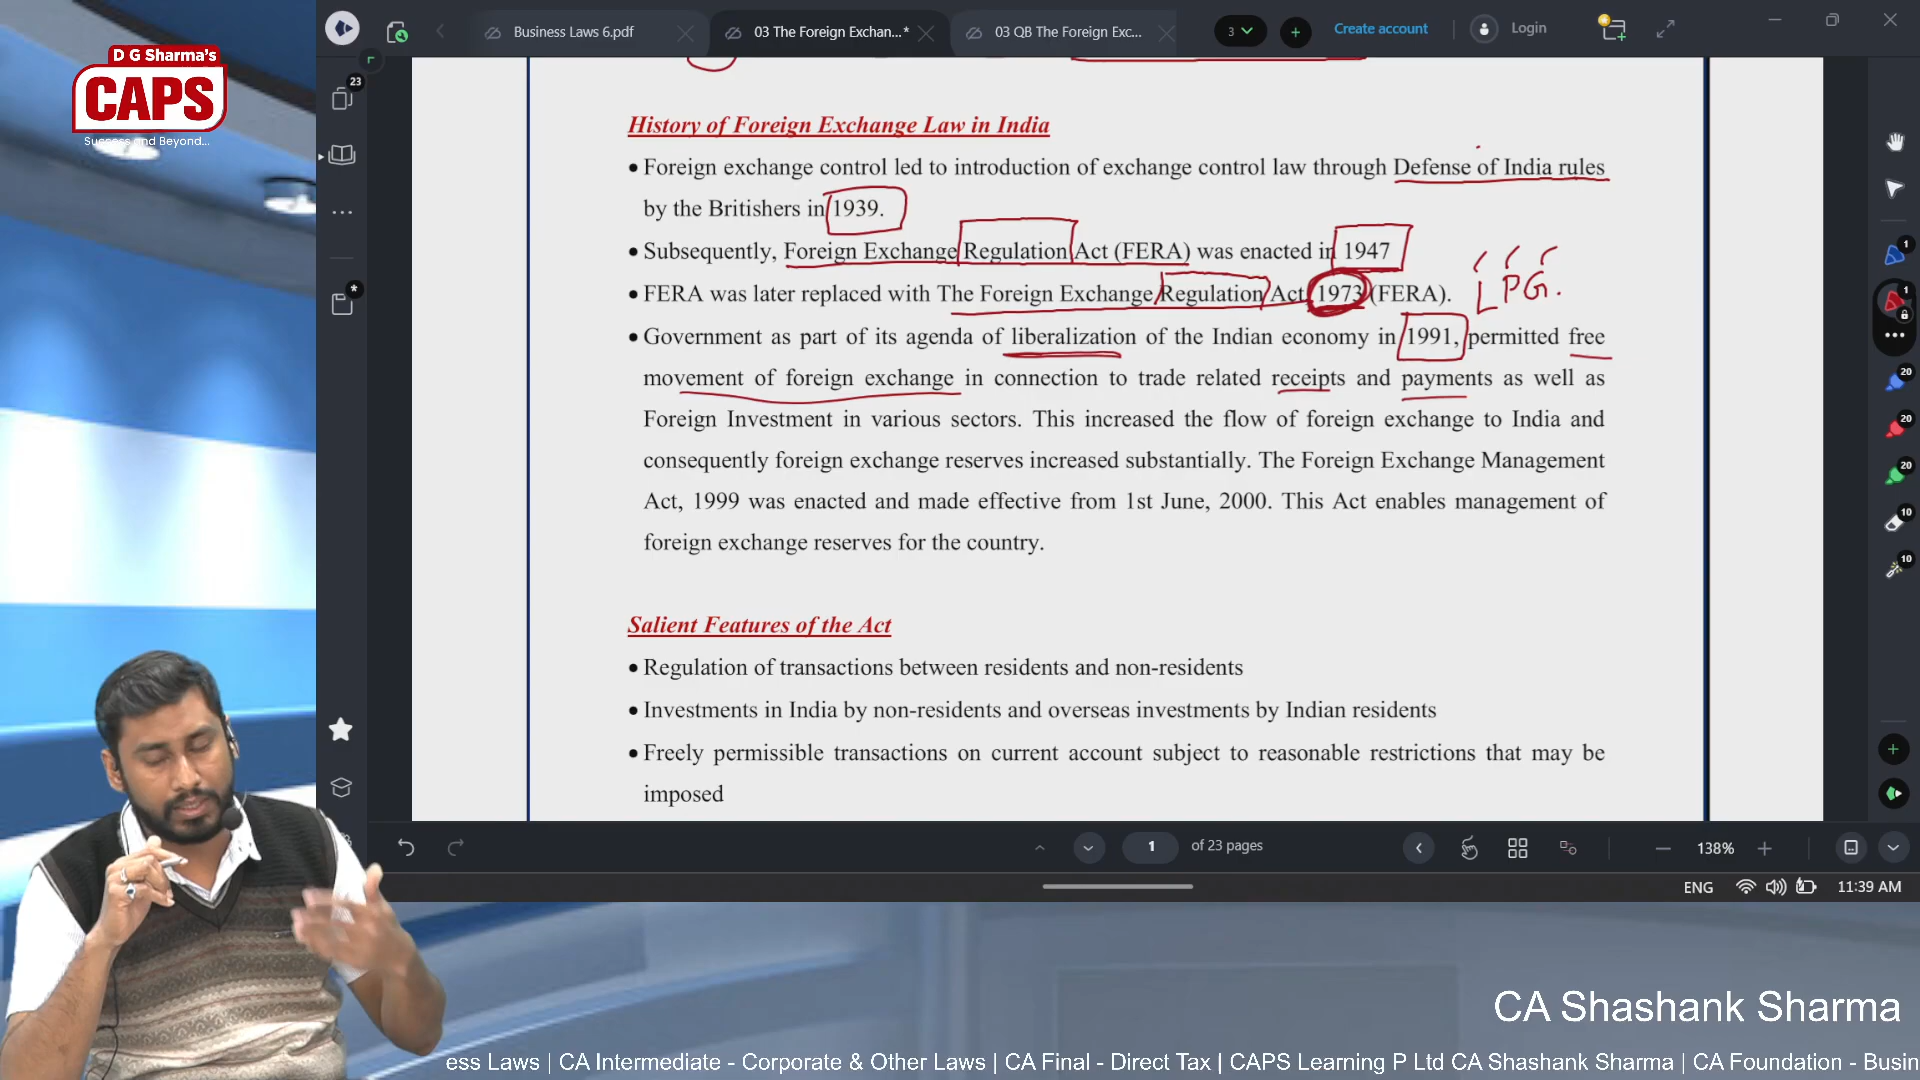 D G Sharma's
CAPS
Success and Beyond...
Business Laws 6.pdf
03 The Foreign Exchan...*
03 QB The Foreign Exc...
3
Create account
Login
23
History of Foreign Exchange Law in India
• Foreign exchange control led to introduction of exchange control law through Defense of India rules
by the Britishers in 1939.
• Subsequently, Foreign Exchange Regulation Act (FERA) was enacted in 1947
• FERA was later replaced with The Foreign Exchange Regulation Act, 1973 (FERA).
LPG.
• Government as part of its agenda of liberalization of the Indian economy in 1991, permitted free
movement of foreign exchange in connection to trade related receipts and payments as well as
Foreign Investment in various sectors. This increased the flow of foreign exchange to India and
consequently foreign exchange reserves increased substantially. The Foreign Exchange Management
Act, 1999 was enacted and made effective from 1st June, 2000. This Act enables management of
foreign exchange reserves for the country.
Salient Features of the Act
• Regulation of transactions between residents and non-residents
• Investments in India by non-residents and overseas investments by Indian residents
• Freely permissible transactions on current account subject to reasonable restrictions that may be
imposed
1
1
20
20
20
10
10
1 of 23 pages
138%
ENG 11:39 AM
CA Shashank Sharma
ess Laws | CA Intermediate - Corporate & Other Laws | CA Final - Direct Tax | CAPS Learning P Ltd CA Shashank Sharma | CA Foundation - Busin